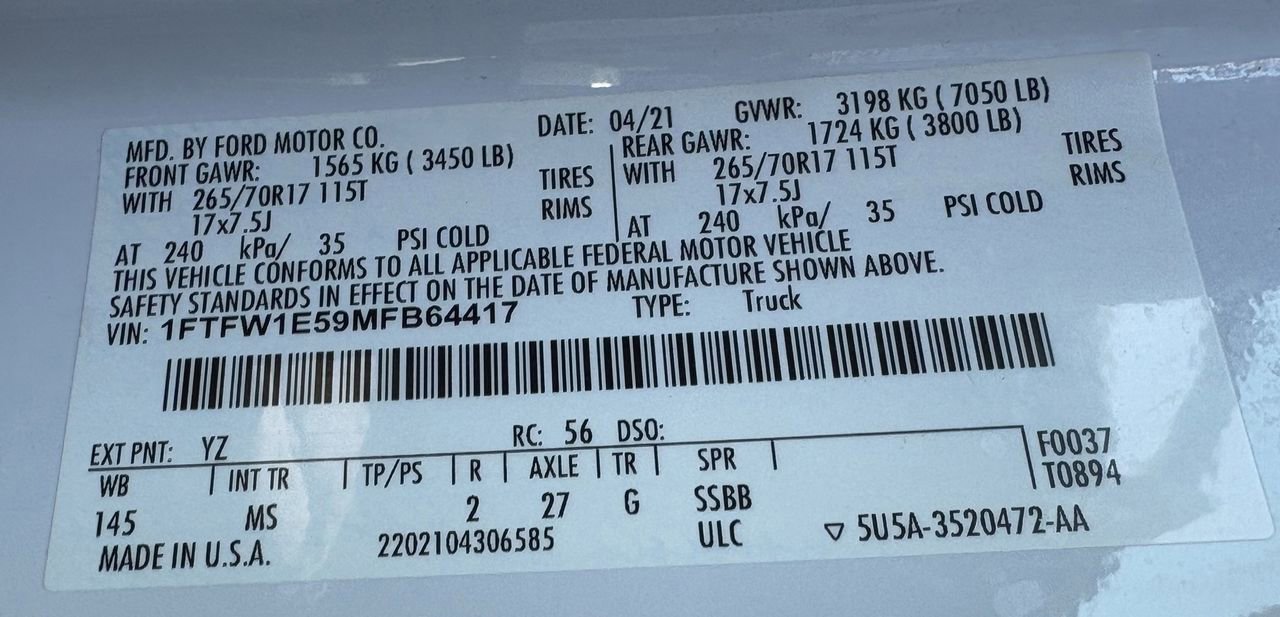 MFD. BY FORD MOTOR CO. DATE: 04/21 GVWR: 3198 KG ( 7050 LB)
FRONT GAWR: 1565 KG ( 3450 LB) REAR GAWR: 1724 KG ( 3800 LB)
WITH 265/70R17 115T TIRES WITH 265/70R17 115T TIRES
17x7.5J RIMS 17x7.5J RIMS
AT 240 kPa/ 35 PSI COLD AT 240 kPa/ 35 PSI COLD
THIS VEHICLE CONFORMS TO ALL APPLICABLE FEDERAL MOTOR VEHICLE
SAFETY STANDARDS IN EFFECT ON THE DATE OF MANUFACTURE SHOWN ABOVE.
VIN: 1FTFW1E59MFB64417 TYPE: Truck
EXT PNT: YZ RC: 56 DSO:
WB INT TR TP/PS R AXLE TR SPR F0037
T0894
145 MS 2 27 G SSBB
MADE IN U.S.A. 2202104306585 ULC ▽ 5U5A-3520472-AA